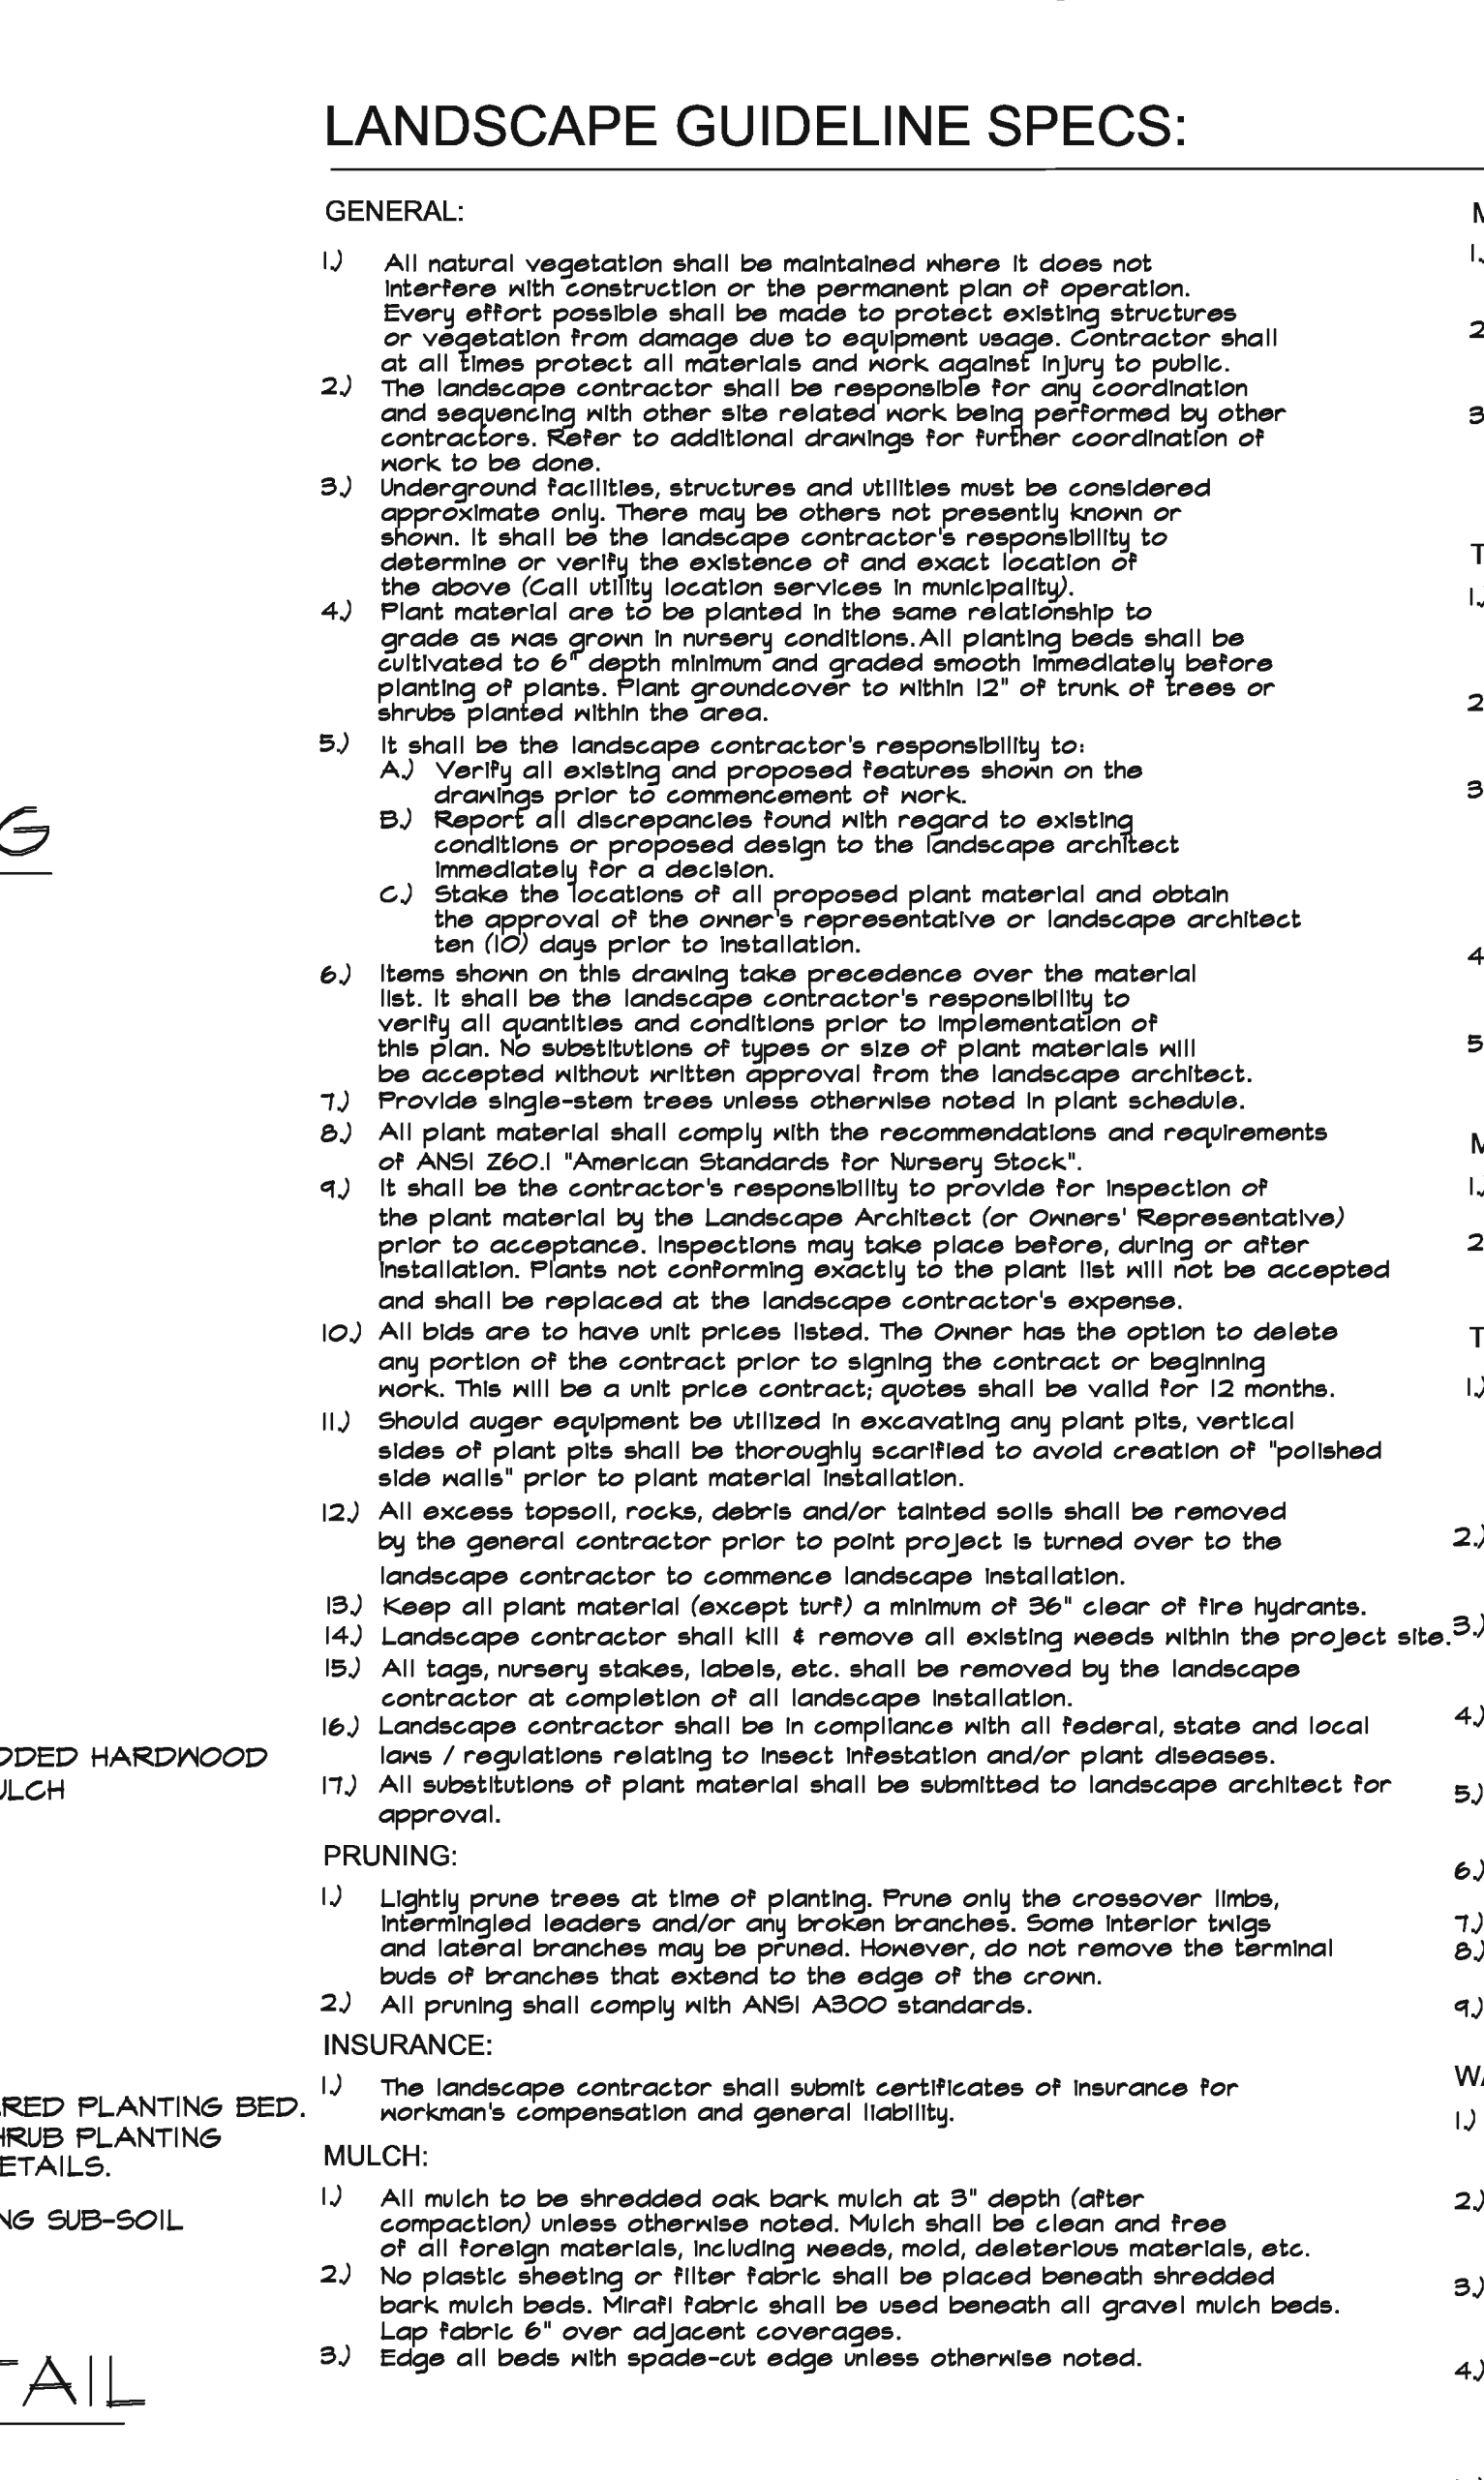 LANDSCAPE GUIDELINE SPECS:
GENERAL:
1.) All natural vegetation shall be maintained where it does not
interfere with construction or the permanent plan of operation.
Every effort possible shall be made to protect existing structures
or vegetation from damage due to equipment usage. Contractor shall
at all times protect all materials and work against injury to public.
2.) The landscape contractor shall be responsible for any coordination
and sequencing with other site related work being performed by other
contractors. Refer to additional drawings for further coordination of
work to be done.
3.) Underground facilities, structures and utilities must be considered
approximate only. There may be others not presently known or
shown. It shall be the landscape contractor's responsibility to
determine or verify the existence of and exact location of
the above (Call utility location services in municipality).
4.) Plant material are to be planted in the same relationship to
grade as was grown in nursery conditions. All planting beds shall be
cultivated to 6" depth minimum and graded smooth immediately before
planting of plants. Plant groundcover to within 12" of trunk of trees or
shrubs planted within the area.
5.) It shall be the landscape contractor's responsibility to:
A.) Verify all existing and proposed features shown on the
drawings prior to commencement of work.
B.) Report all discrepancies found with regard to existing
conditions or proposed design to the landscape architect
immediately for a decision.
C.) Stake the locations of all proposed plant material and obtain
the approval of the owner's representative or landscape architect
ten (10) days prior to installation.
6.) Items shown on this drawing take precedence over the material
list. It shall be the landscape contractor's responsibility to
verify all quantities and conditions prior to implementation of
this plan. No substitutions of types or size of plant materials will
be accepted without written approval from the landscape architect.
7.) Provide single-stem trees unless otherwise noted in plant schedule.
8.) All plant material shall comply with the recommendations and requirements
of ANSI Z60.1 "American Standards for Nursery Stock".
9.) It shall be the contractor's responsibility to provide for inspection of
the plant material by the Landscape Architect (or Owners' Representative)
prior to acceptance. Inspections may take place before, during or after
installation. Plants not conforming exactly to the plant list will not be accepted
and shall be replaced at the landscape contractor's expense.
10.) All bids are to have unit prices listed. The Owner has the option to delete
any portion of the contract prior to signing the contract or beginning
work. This will be a unit price contract; quotes shall be valid for 12 months.
11.) Should auger equipment be utilized in excavating any plant pits, vertical
sides of plant pits shall be thoroughly scarified to avoid creation of "polished
side walls" prior to plant material installation.
12.) All excess topsoil, rocks, debris and/or tainted soils shall be removed
by the general contractor prior to point project is turned over to the
landscape contractor to commence landscape installation.
13.) Keep all plant material (except turf) a minimum of 36" clear of fire hydrants.
14.) Landscape contractor shall kill & remove all existing weeds within the project site.
15.) All tags, nursery stakes, labels, etc. shall be removed by the landscape
contractor at completion of all landscape installation.
16.) Landscape contractor shall be in compliance with all federal, state and local
laws / regulations relating to insect infestation and/or plant diseases.
17.) All substitutions of plant material shall be submitted to landscape architect for
approval.
PRUNING:
1.) Lightly prune trees at time of planting. Prune only the crossover limbs,
intermingled leaders and/or any broken branches. Some interior twigs
and lateral branches may be pruned. However, do not remove the terminal
buds of branches that extend to the edge of the crown.
2.) All pruning shall comply with ANSI A300 standards.
INSURANCE:
1.) The landscape contractor shall submit certificates of insurance for
workman's compensation and general liability.
MULCH:
1.) All mulch to be shredded oak bark mulch at 3" depth (after
compaction) unless otherwise noted. Mulch shall be clean and free
of all foreign materials, including weeds, mold, deleterious materials, etc.
2.) No plastic sheeting or filter fabric shall be placed beneath shredded
bark mulch beds. Mirafi fabric shall be used beneath all gravel mulch beds.
Lap fabric 6" over adjacent coverages.
3.) Edge all beds with spade-cut edge unless otherwise noted.
G
DDED HARDWOOD
ULCH
RED PLANTING BED.
HRUB PLANTING
ETAILS.
NG SUB-SOIL
TAIL
1.
2
3
1.
2
3
4
5
1.
2
1.)
2.)
3.)
4.)
5.)
6.)
7.)
8.)
9.)
WA
1.)
2.)
3.)
4.)